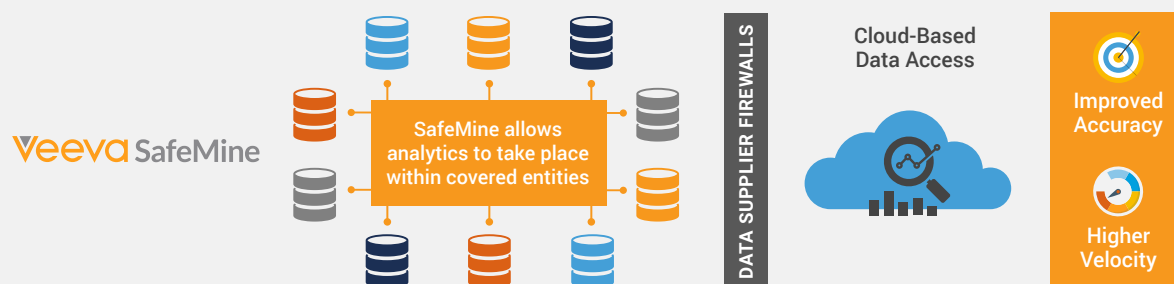 Veeva SafeMine
SafeMine allows
analytics to take place
within covered entities
DATA SUPPLIER FIREWALLS
Cloud-Based
Data Access
Improved
Accuracy
Higher
Velocity